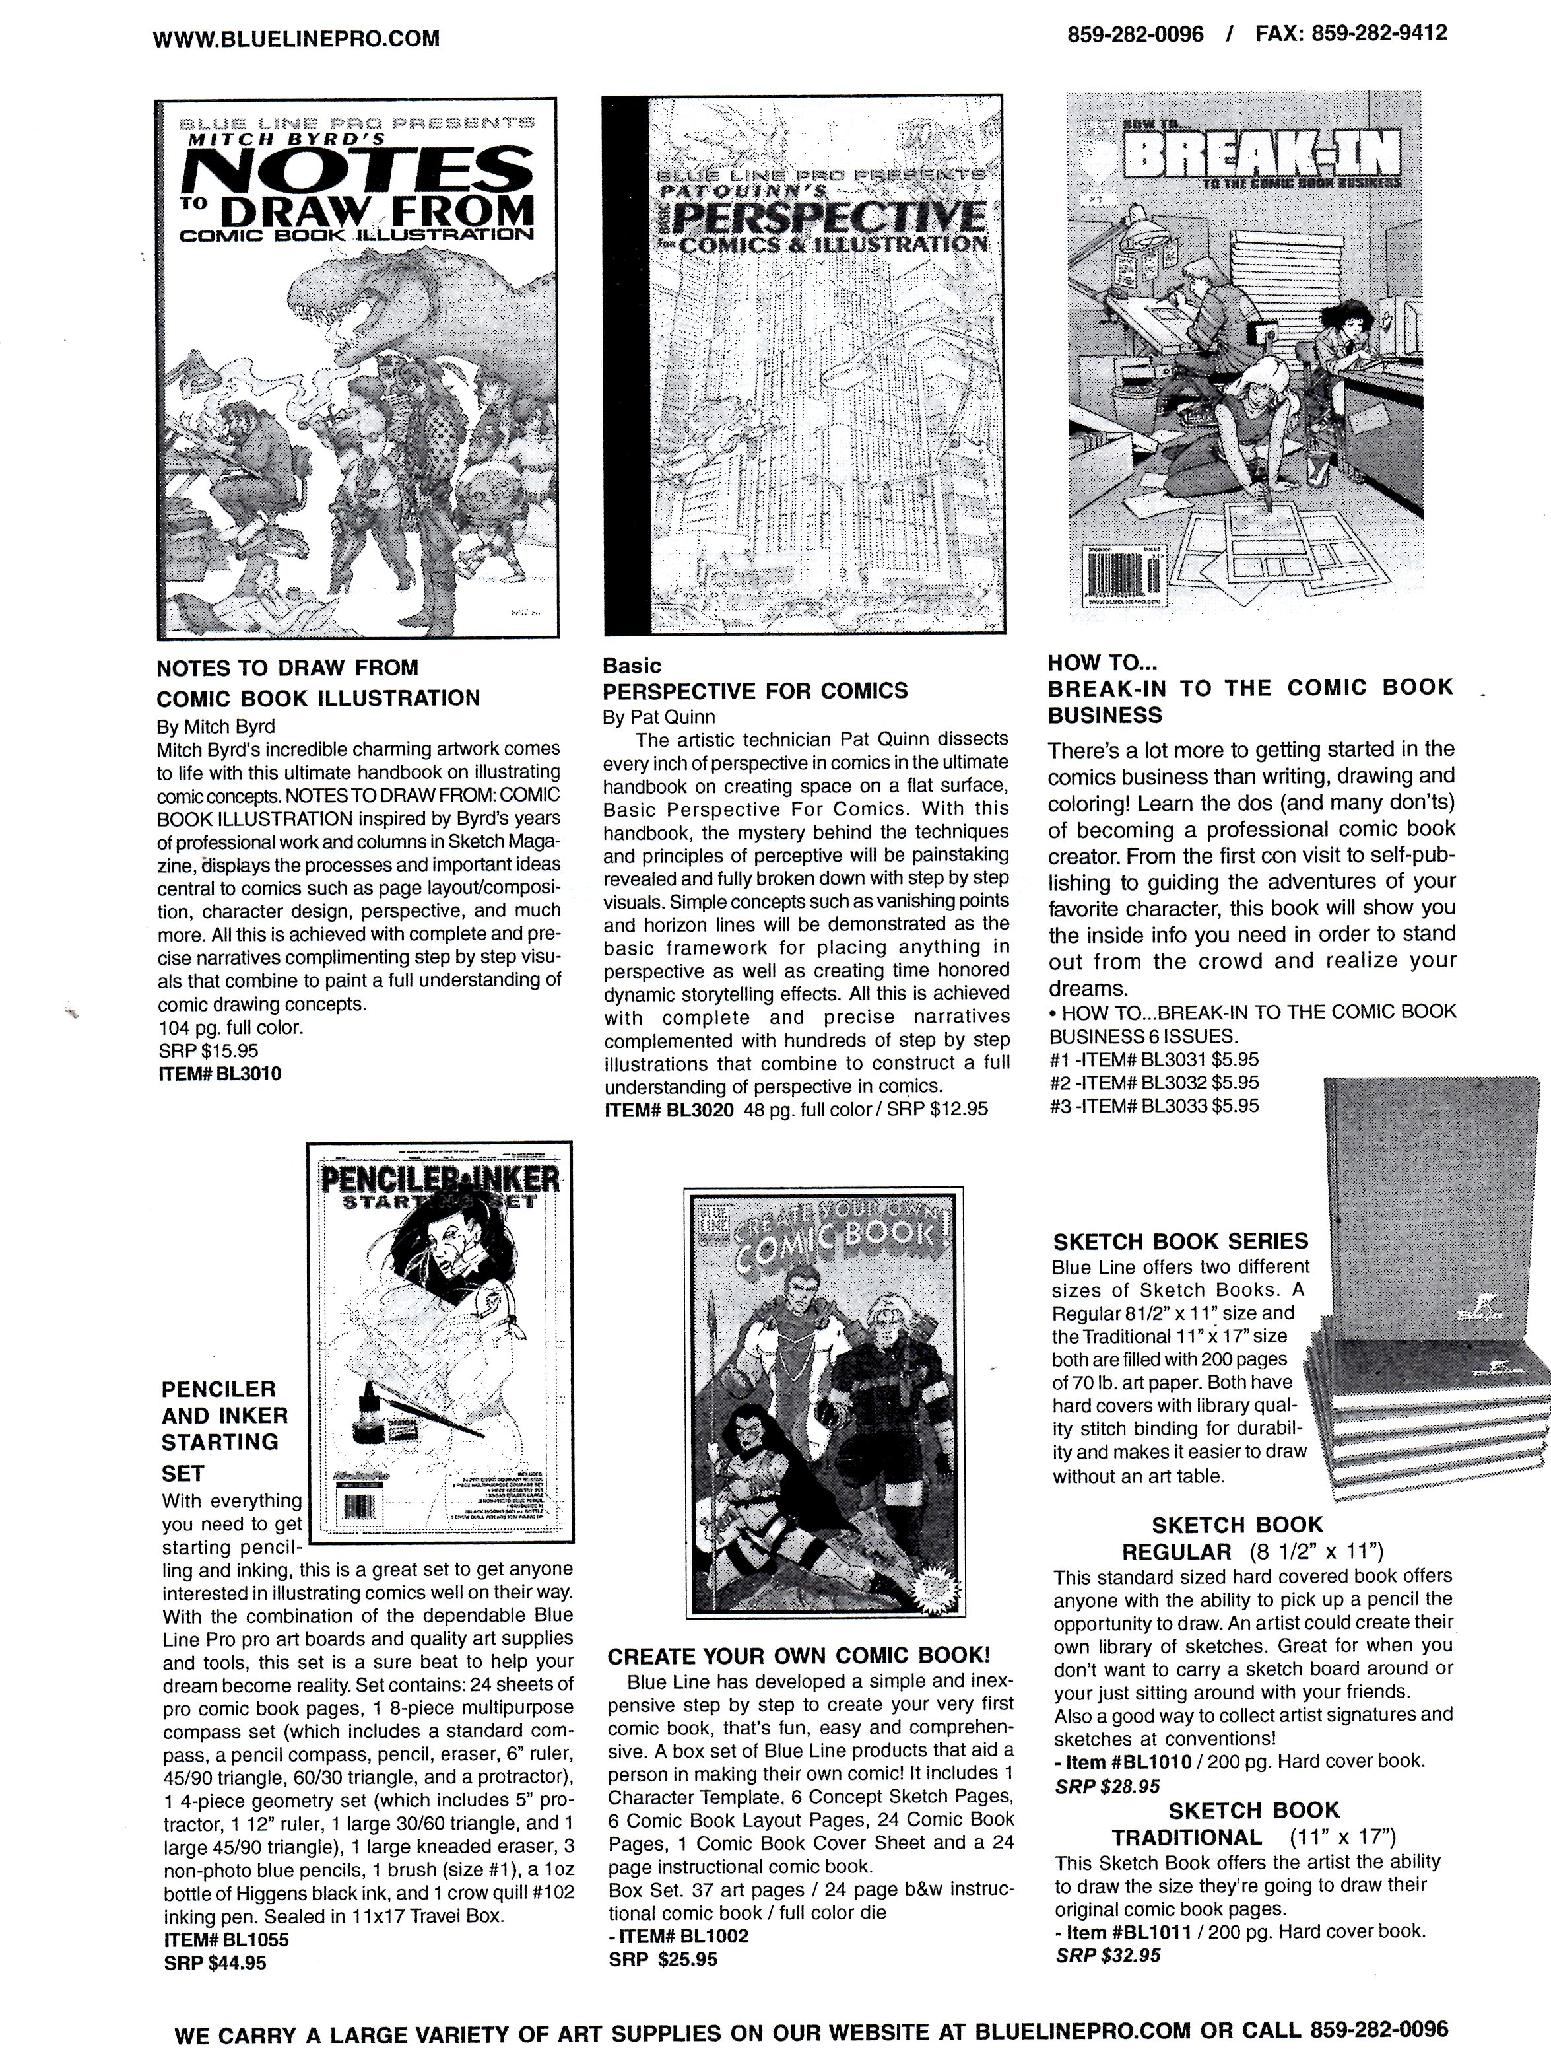 WWW.BLUELINEPRO.COM
859-282-0096 / FAX: 859-282-9412
BLUE LINE PRO PRESENTS
MITCH BYRD'S
NOTES
TO DRAW FROM
COMIC BOOK ILLUSTRATION
BLUE LINE PRO PRESENTS
PAT QUINN'S
BASIC PERSPECTIVE
FOR COMICS & ILLUSTRATION
HOW TO...
BREAK-IN
TO THE COMIC BOOK BUSINESS
NOTES TO DRAW FROM
COMIC BOOK ILLUSTRATION
By Mitch Byrd
Mitch Byrd's incredible charming artwork comes
to life with this ultimate handbook on illustrating
comic concepts. NOTES TO DRAW FROM: COMIC
BOOK ILLUSTRATION inspired by Byrd's years
of professional work and columns in Sketch Maga-
zine, displays the processes and important ideas
central to comics such as page layout/composi-
tion, character design, perspective, and much
more. All this is achieved with complete and pre-
cise narratives complimenting step by step visu-
als that combine to paint a full understanding of
comic drawing concepts.
104 pg. full color.
SRP $15.95
ITEM# BL3010
Basic
PERSPECTIVE FOR COMICS
By Pat Quinn
The artistic technician Pat Quinn dissects
every inch of perspective in comics in the ultimate
handbook on creating space on a flat surface,
Basic Perspective For Comics. With this
handbook, the mystery behind the techniques
and principles of perceptive will be painstaking
revealed and fully broken down with step by step
visuals. Simple concepts such as vanishing points
and horizon lines will be demonstrated as the
basic framework for placing anything in
perspective as well as creating time honored
dynamic storytelling effects. All this is achieved
with complete and precise narratives
complemented with hundreds of step by step
illustrations that combine to construct a full
understanding of perspective in comics.
ITEM# BL3020 48 pg. full color / SRP $12.95
HOW TO...
BREAK-IN TO THE COMIC BOOK
BUSINESS
There's a lot more to getting started in the
comics business than writing, drawing and
coloring! Learn the dos (and many don'ts)
of becoming a professional comic book
creator. From the first con visit to self-pub-
lishing to guiding the adventures of your
favorite character, this book will show you
the inside info you need in order to stand
out from the crowd and realize your
dreams.
• HOW TO...BREAK-IN TO THE COMIC BOOK
BUSINESS 6 ISSUES.
#1 -ITEM# BL3031 $5.95
#2 -ITEM# BL3032 $5.95
#3 -ITEM# BL3033 $5.95
PENCILER & INKER
STARTING SET
PENCILER
AND INKER
STARTING
SET
With everything
you need to get
starting pencil-
ling and inking, this is a great set to get anyone
interested in illustrating comics well on their way.
With the combination of the dependable Blue
Line Pro pro art boards and quality art supplies
and tools, this set is a sure beat to help your
dream become reality. Set contains: 24 sheets of
pro comic book pages, 1 8-piece multipurpose
compass set (which includes a standard com-
pass, a pencil compass, pencil, eraser, 6" ruler,
45/90 triangle, 60/30 triangle, and a protractor),
1 4-piece geometry set (which includes 5" pro-
tractor, 1 12" ruler, 1 large 30/60 triangle, and 1
large 45/90 triangle), 1 large kneaded eraser, 3
non-photo blue pencils, 1 brush (size #1), a 1oz
bottle of Higgens black ink, and 1 crow quill #102
inking pen. Sealed in 11x17 Travel Box.
ITEM# BL1055
SRP $44.95
BLUE LINE
CREATE YOUR OWN
COMIC BOOK!
CREATE YOUR OWN COMIC BOOK!
Blue Line has developed a simple and inex-
pensive step by step to create your very first
comic book, that's fun, easy and comprehen-
sive. A box set of Blue Line products that aid a
person in making their own comic! It includes 1
Character Template, 6 Concept Sketch Pages,
6 Comic Book Layout Pages, 24 Comic Book
Pages, 1 Comic Book Cover Sheet and a 24
page instructional comic book.
Box Set. 37 art pages / 24 page b&w instruc-
tional comic book / full color die
- ITEM# BL1002
SRP $25.95
SKETCH BOOK SERIES
Blue Line offers two different
sizes of Sketch Books. A
Regular 81/2" x 11" size and
the Traditional 11" x 17" size
both are filled with 200 pages
of 70 lb. art paper. Both have
hard covers with library qual-
ity stitch binding for durabil-
ity and makes it easier to draw
without an art table.
SKETCH BOOK
REGULAR (8 1/2" x 11")
This standard sized hard covered book offers
anyone with the ability to pick up a pencil the
opportunity to draw. An artist could create their
own library of sketches. Great for when you
don't want to carry a sketch board around or
your just sitting around with your friends.
Also a good way to collect artist signatures and
sketches at conventions!
- Item #BL1010 / 200 pg. Hard cover book.
SRP $28.95
SKETCH BOOK
TRADITIONAL (11" x 17")
This Sketch Book offers the artist the ability
to draw the size they're going to draw their
original comic book pages.
- Item #BL1011 / 200 pg. Hard cover book.
SRP $32.95
WE CARRY A LARGE VARIETY OF ART SUPPLIES ON OUR WEBSITE AT BLUELINEPRO.COM OR CALL 859-282-0096